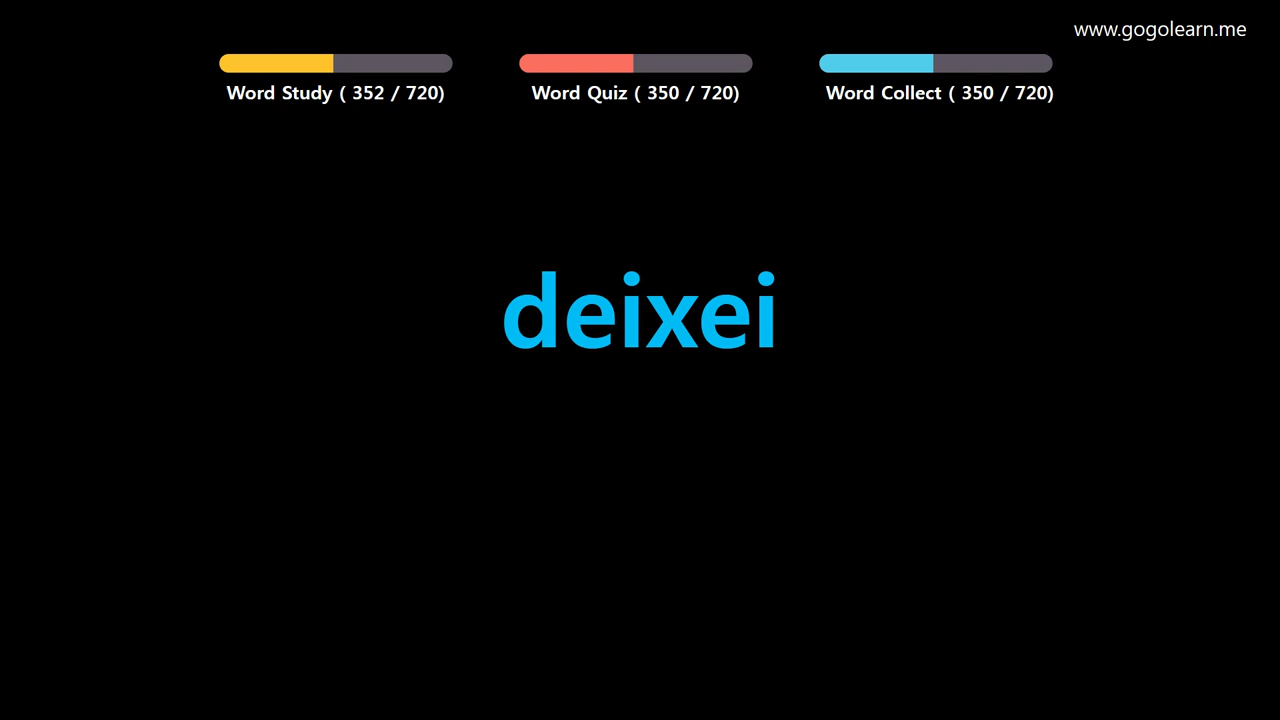 www.gogolearn.me
Word Study ( 352 / 720)
Word Quiz ( 350 / 720)
Word Collect ( 350 / 720)
deixei